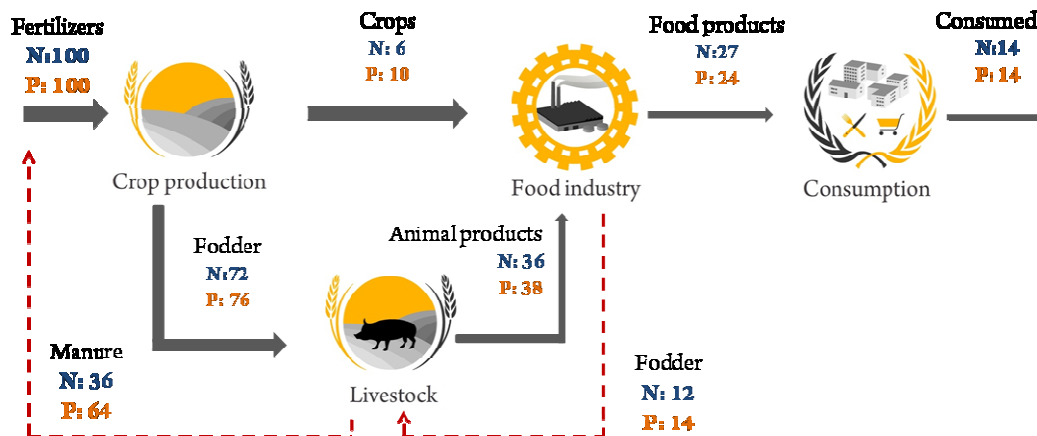 Fertilizers
N:100
P: 100
Crop production
Crops
N: 6
P: 10
Food industry
Food products
N:27
P: 24
Consumption
Consumed
N:14
P: 14
Fodder
N:72
P: 76
Animal products
N: 36
P: 38
Livestock
Manure
N: 36
P: 64
Fodder
N: 12
P: 14